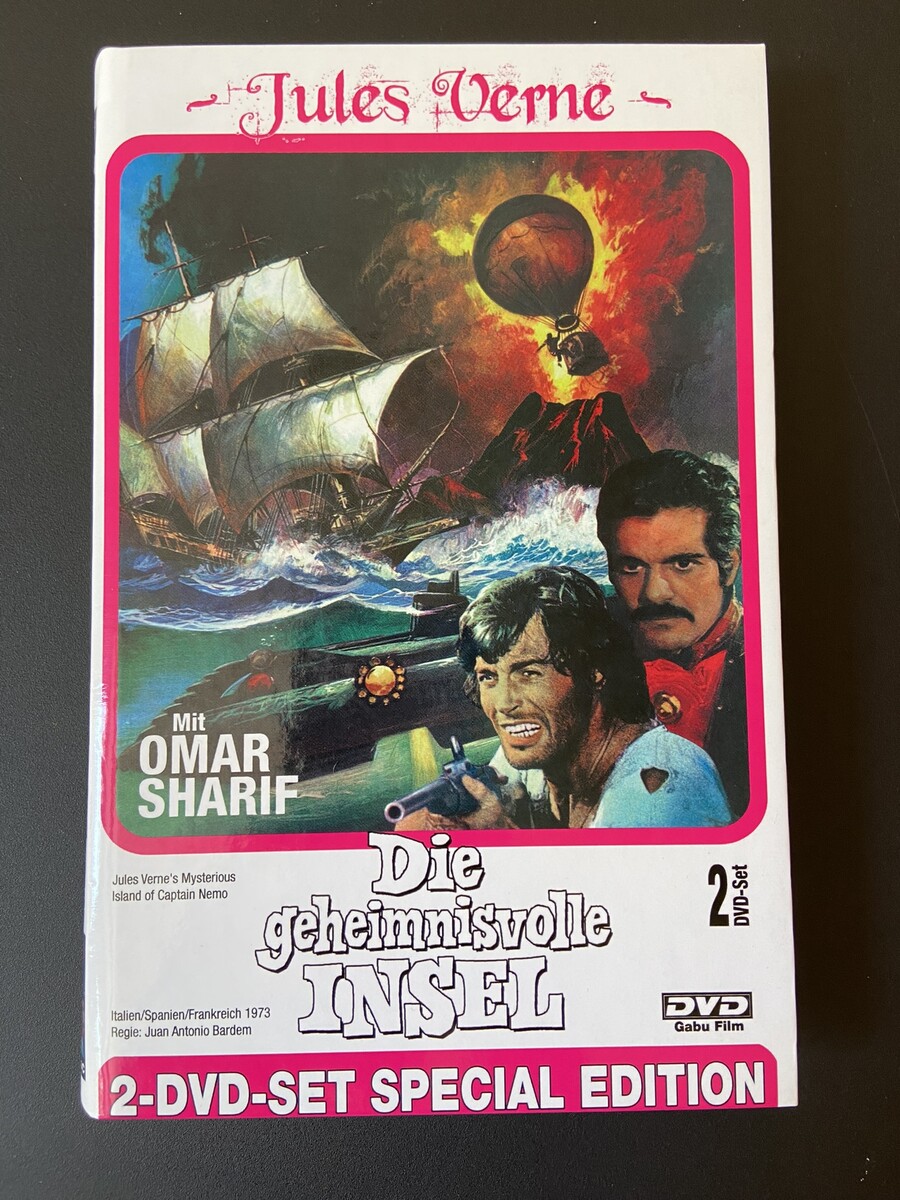 Jules Verne
Mit
OMAR
SHARIF
Jules Verne's Mysterious
Island of Captain Nemo
Die
geheimnisvolle
INSEL
2
DVD-Set
Italien/Spanien/Frankreich 1973
Regie: Juan Antonio Bardem
DVD
Gabu Film
2-DVD-SET SPECIAL EDITION